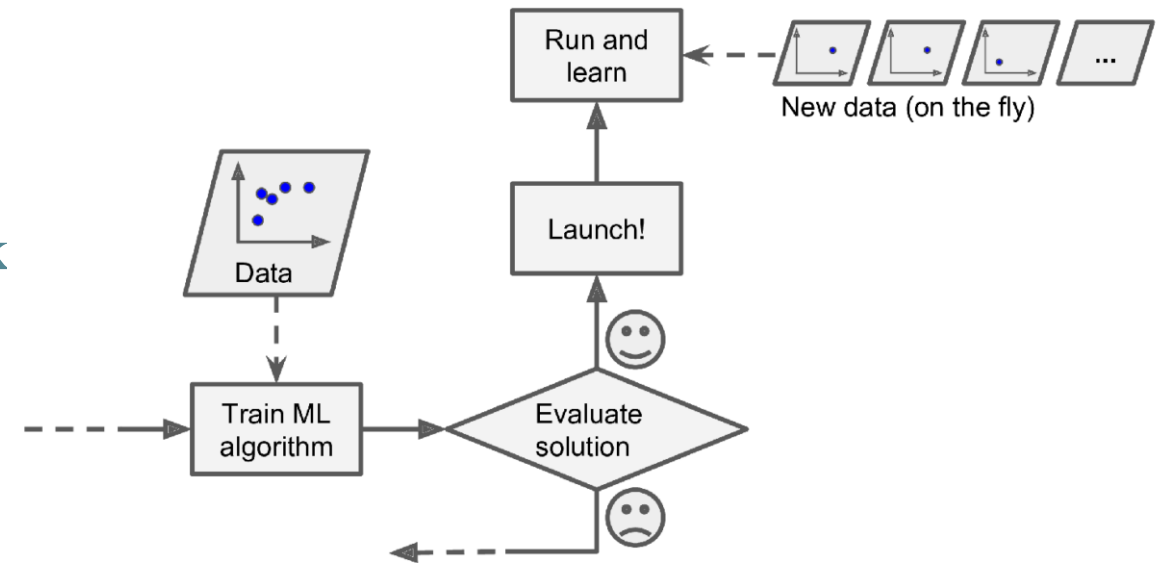 Run and
learn
...
New data (on the fly)
Launch!
Data
Train ML
algorithm
Evaluate
solution